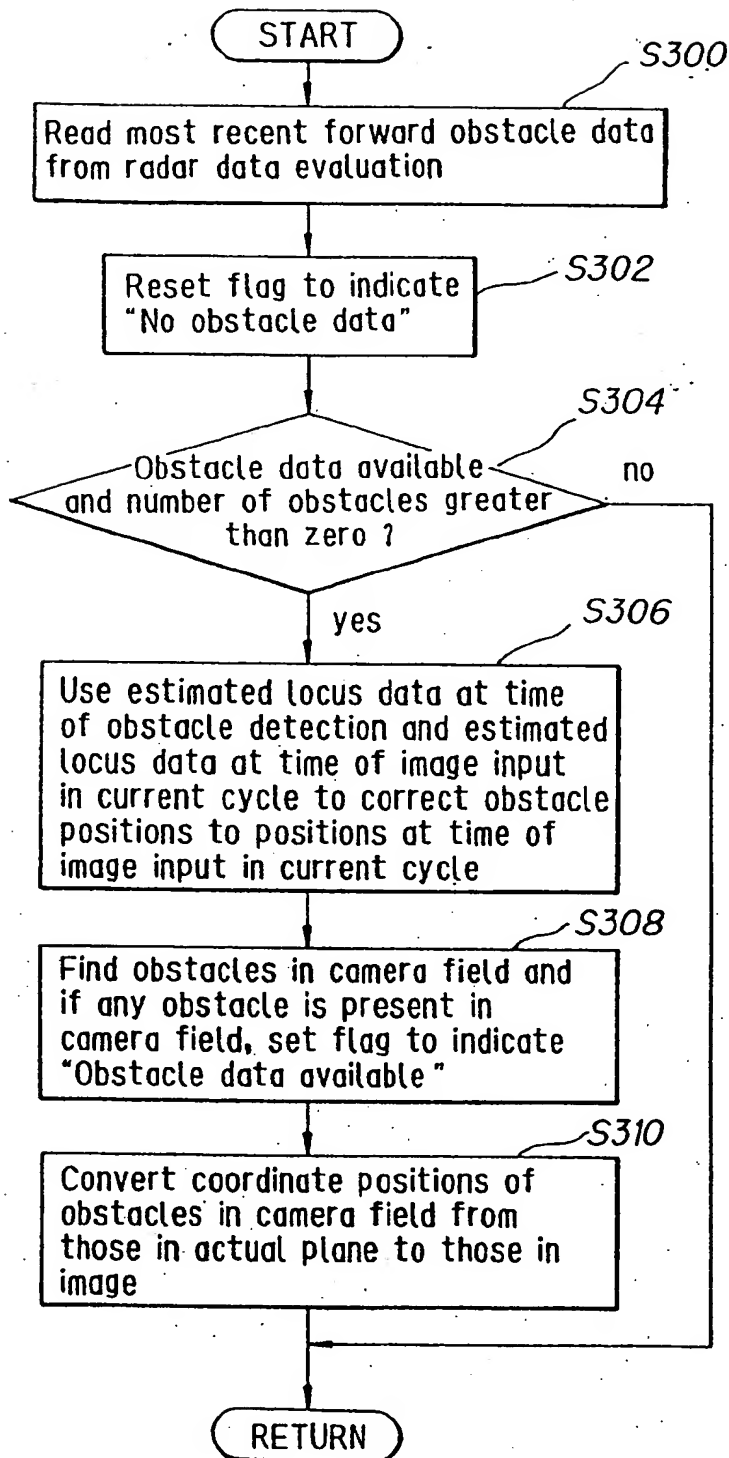 START
S300
Read most recent forward obstacle data
from radar data evaluation
S302
Reset flag to indicate
"No obstacle data"
S304
Obstacle data available
and number of obstacles greater
than zero ?
no
yes
S306
Use estimated locus data at time
of obstacle detection and estimated
locus data at time of image input
in current cycle to correct obstacle
positions to positions at time of
image input in current cycle
S308
Find obstacles in camera field and
if any obstacle is present in
camera field, set flag to indicate
"Obstacle data available"
S310
Convert coordinate positions of
obstacles in camera field from
those in actual plane to those in
image
RETURN